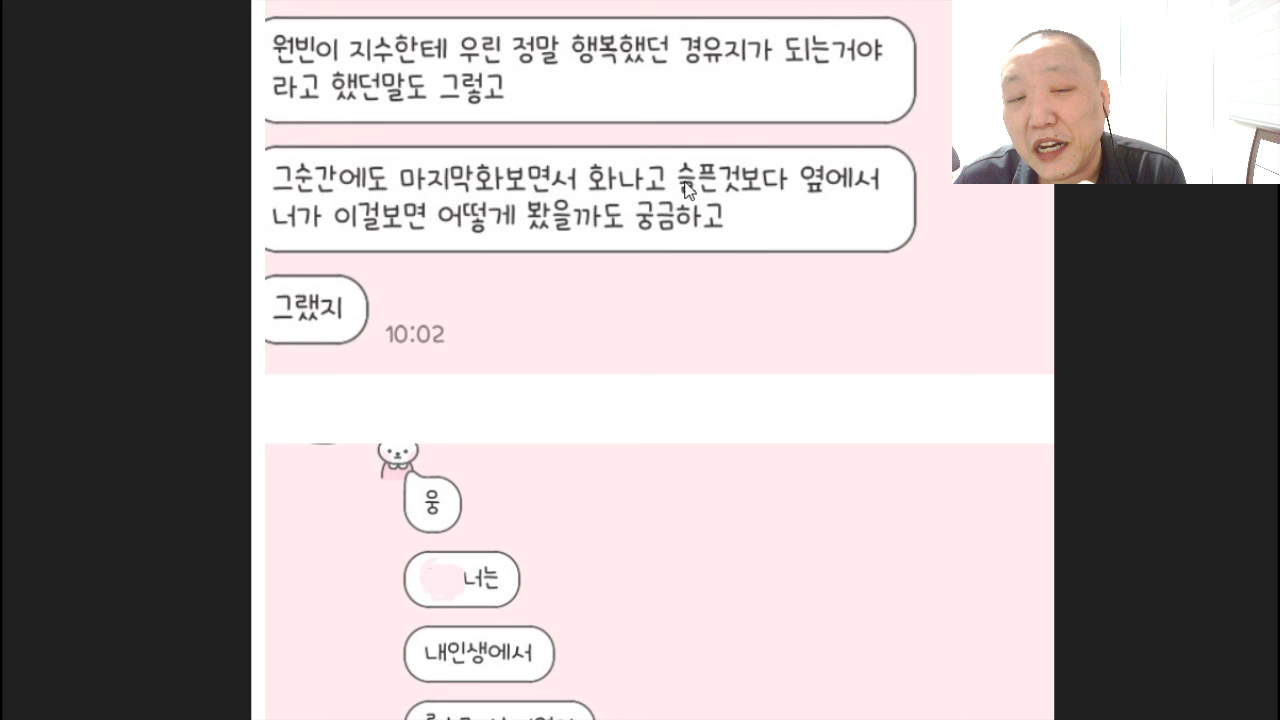 원빈이 지수한테 우린 정말 행복했던 경유지가 되는거야
라고 했던말도 그렇고
그순간에도 마지막화보면서 화나고 슬픈것보다 옆에서
너가 이걸보면 어떻게 봤을까도 궁금하고
그랬지
10:02
웅
너는
내인생에서